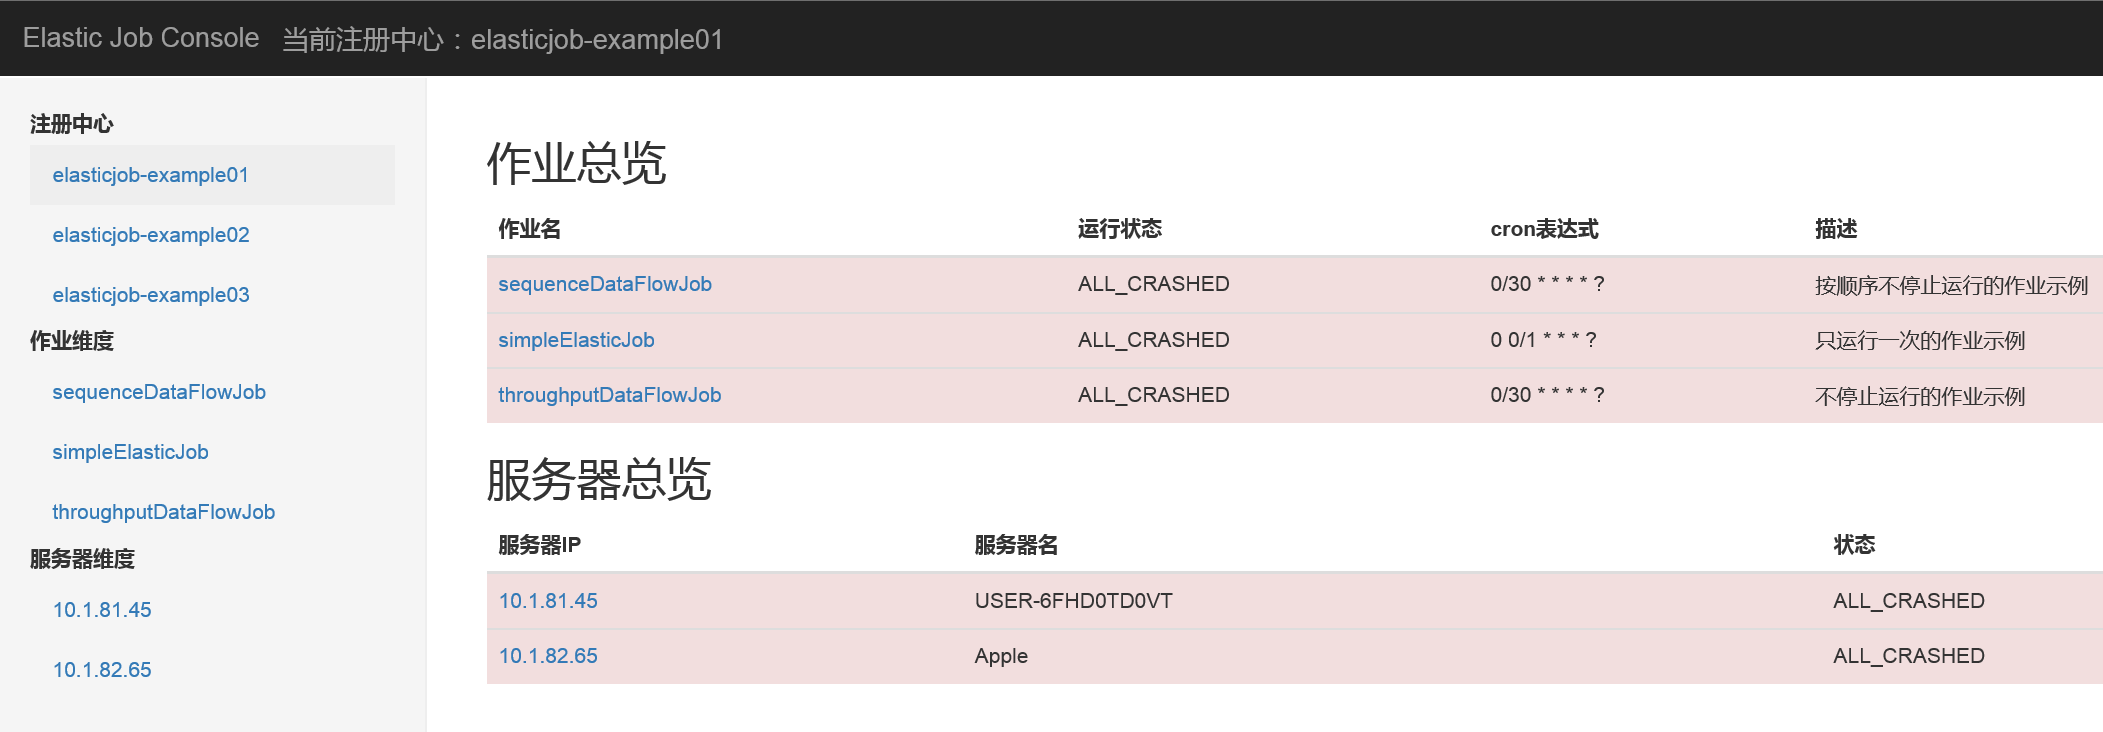 Elastic Job Console 当前注册中心：elasticjob-example01
注册中心
elasticjob-example01
elasticjob-example02
elasticjob-example03
作业维度
sequenceDataFlowJob
simpleElasticJob
throughputDataFlowJob
服务器维度
10.1.81.45
10.1.82.65
作业总览
作业名 运行状态 cron表达式 描述
sequenceDataFlowJob ALL_CRASHED 0/30 * * * * ? 按顺序不停止运行的作业示例
simpleElasticJob ALL_CRASHED 0 0/1 * * * ? 只运行一次的作业示例
throughputDataFlowJob ALL_CRASHED 0/30 * * * * ? 不停止运行的作业示例
服务器总览
服务器IP 服务器名 状态
10.1.81.45 USER-6FHD0TD0VT ALL_CRASHED
10.1.82.65 Apple ALL_CRASHED